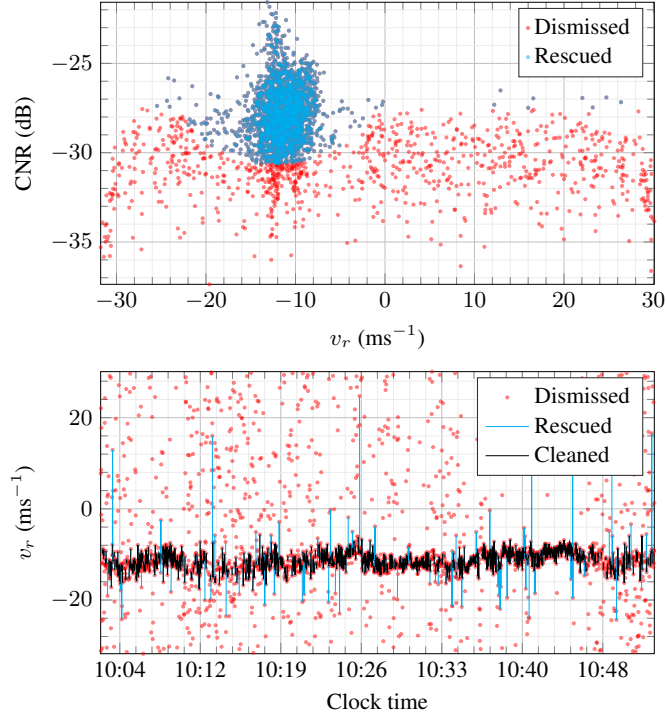 −25
−30
−35
CNR (dB)
Dismissed
Rescued
−30 −20 −10 0 10 20 30
v_r (ms⁻¹)
20
0
−20
v_r (ms⁻¹)
Dismissed
Rescued
Cleaned
10:04 10:12 10:19 10:26 10:33 10:40 10:48
Clock time